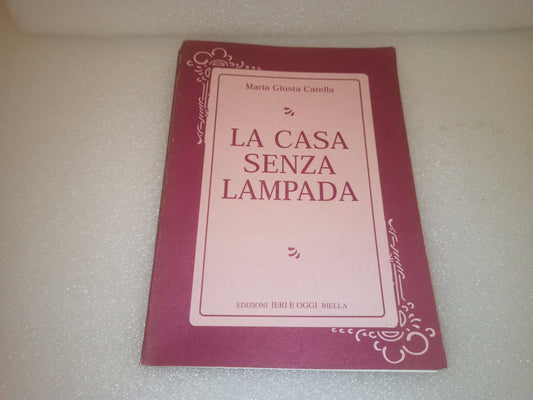 Maria Giusta Catella
LA CASA
SENZA
LAMPADA
EDIZIONI IERI E OGGI BIELLA